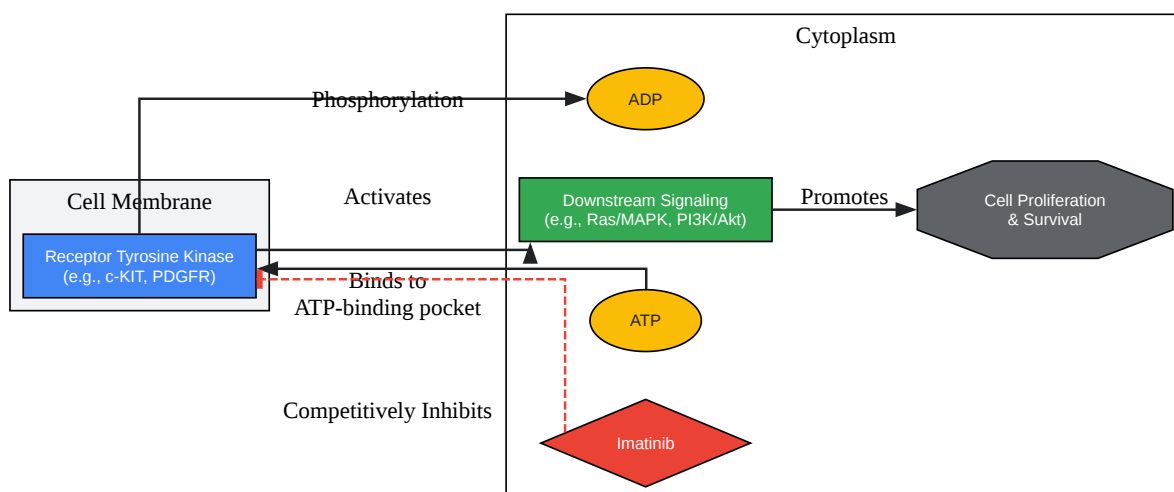 Cytoplasm
Phosphorylation
ADP
Cell Membrane
Activates
Downstream Signaling
(e.g., Ras/MAPK, PI3K/Akt)
Promotes
Cell Proliferation
& Survival
Receptor Tyrosine Kinase
(e.g., c-KIT, PDGFR)
Binds to
ATP-binding pocket
ATP
Competitively Inhibits
Imatinib